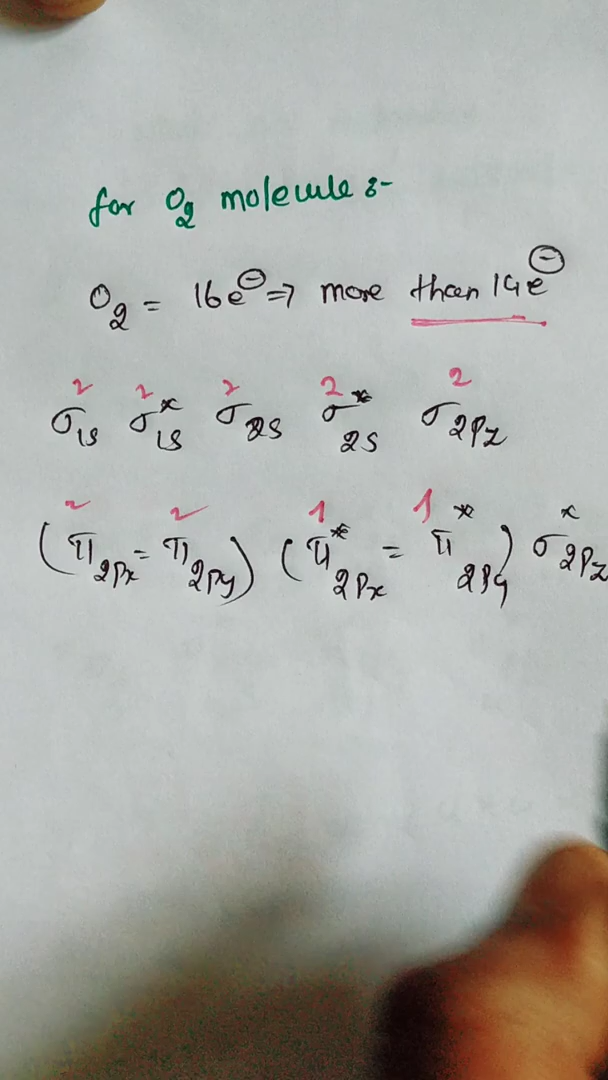 for O₂ molecule :-
O₂ = 16e⊖ ⇒ more than 14e⊖
σ1s² σ*1s² σ2s² σ*2s² σ2pz²
(π2px² = π2py²) (π*2px¹ = π*2py¹) σ*2pz